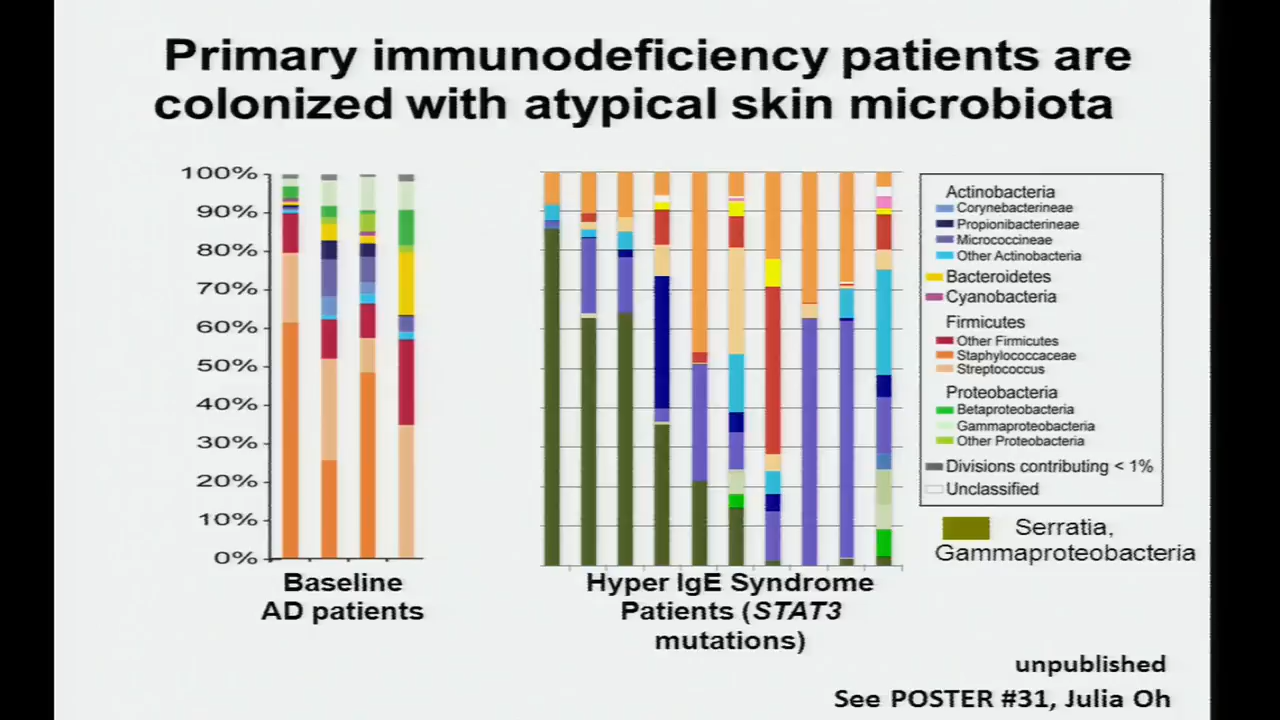 Primary immunodeficiency patients are
colonized with atypical skin microbiota
100%
90%
80%
70%
60%
50%
40%
30%
20%
10%
0%
Baseline
AD patients
Hyper IgE Syndrome
Patients (STAT3
mutations)
Actinobacteria
Corynebacterineae
Propionibacterineae
Micrococcineae
Other Actinobacteria
Bacteroidetes
Cyanobacteria
Firmicutes
Other Firmicutes
Staphylococcaceae
Streptococcus
Proteobacteria
Betaproteobacteria
Gammaproteobacteria
Other Proteobacteria
Divisions contributing < 1%
Unclassified
Serratia,
Gammaproteobacteria
unpublished
See POSTER #31, Julia Oh